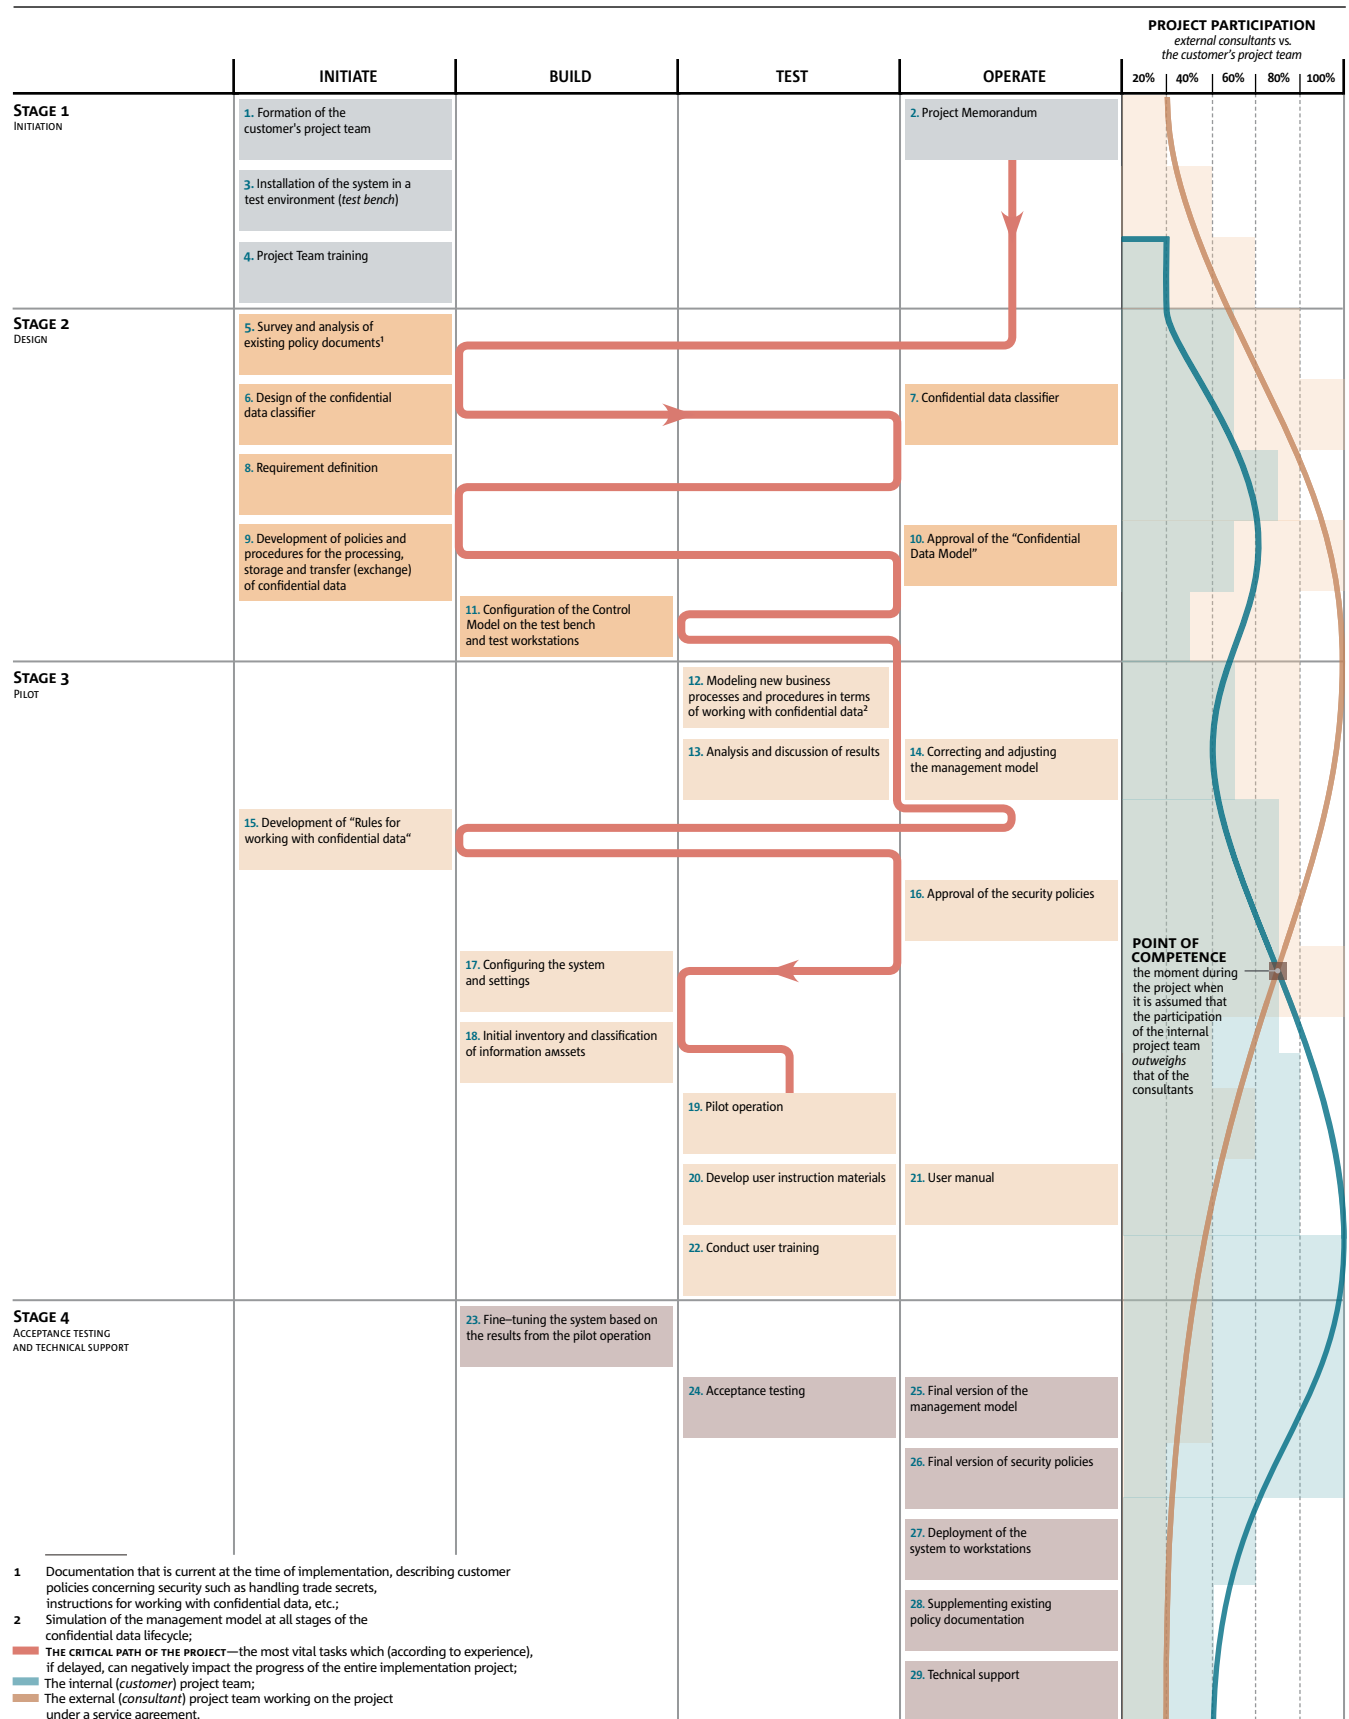 PROJECT PARTICIPATION
external consultants vs.
the customer's project team
INITIATE
BUILD
TEST
OPERATE
20%
40%
60%
80%
100%
STAGE 1
INITIATION
1. Formation of the
customer's project team
2. Project Memorandum
3. Installation of the system in a
test environment (test bench)
4. Project Team training
STAGE 2
DESIGN
5. Survey and analysis of
existing policy documents¹
6. Design of the confidential
data classifier
7. Confidential data classifier
8. Requirement definition
9. Development of policies and
procedures for the processing,
storage and transfer (exchange)
of confidential data
10. Approval of the “Confidential
Data Model”
11. Configuration of the Control
Model on the test bench
and test workstations
STAGE 3
PILOT
12. Modeling new business
processes and procedures in terms
of working with confidential data²
13. Analysis and discussion of results
14. Correcting and adjusting
the management model
15. Development of “Rules for
working with confidential data“
16. Approval of the security policies
POINT OF
COMPETENCE
the moment during
the project when
it is assumed that
the participation
of the internal
project team
outweighs
that of the
consultants
17. Configuring the system
and settings
18. Initial inventory and classification
of information aмssets
19. Pilot operation
20. Develop user instruction materials
21. User manual
22. Conduct user training
STAGE 4
ACCEPTANCE TESTING
AND TECHNICAL SUPPORT
23. Fine–tuning the system based on
the results from the pilot operation
24. Acceptance testing
25. Final version of the
management model
26. Final version of security policies
27. Deployment of the
system to workstations
28. Supplementing existing
policy documentation
29. Technical support
1 Documentation that is current at the time of implementation, describing customer
policies concerning security such as handling trade secrets,
instructions for working with confidential data, etc.;
2 Simulation of the management model at all stages of the
confidential data lifecycle;
THE CRITICAL PATH OF THE PROJECT—the most vital tasks which (according to experience),
if delayed, can negatively impact the progress of the entire implementation project;
The internal (customer) project team;
The external (consultant) project team working on the project
under a service agreement.